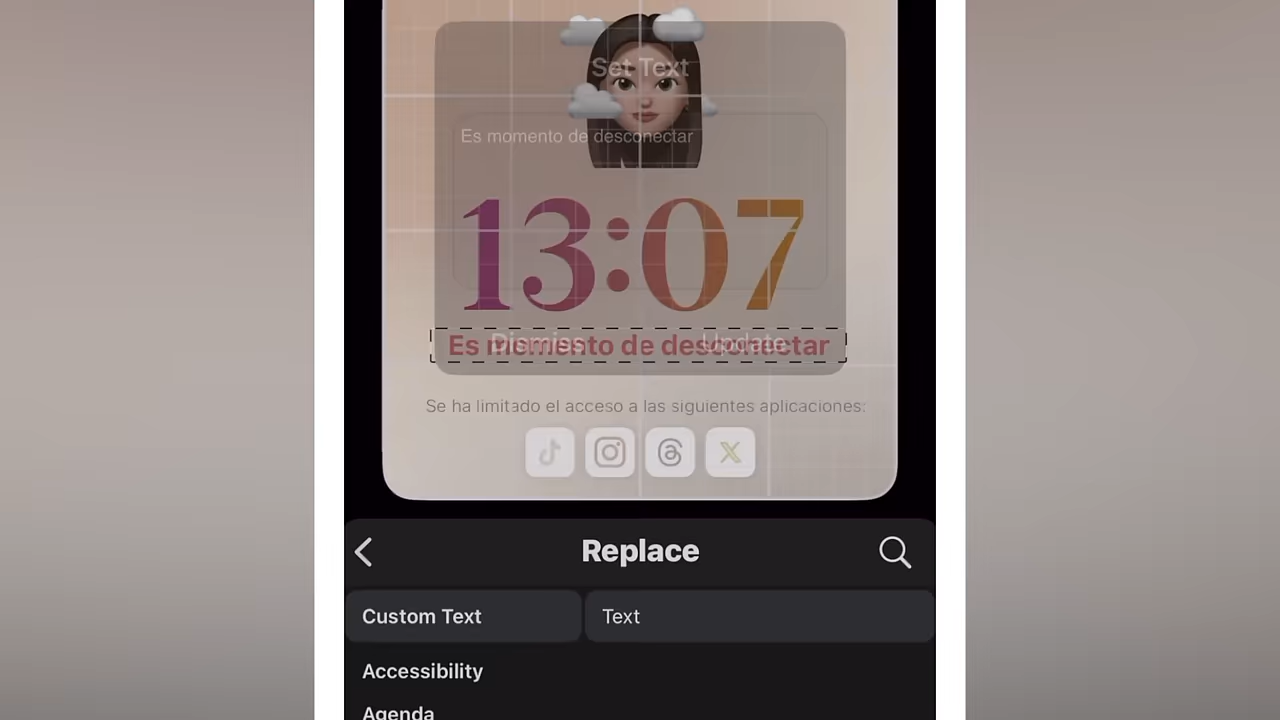 Set Text
Es momento de desconectar
13:07
Es momento de desconectar
Dismiss Update
Se ha limitado el acceso a las siguientes aplicaciones:
Replace
Custom Text Text
Accessibility
Agenda